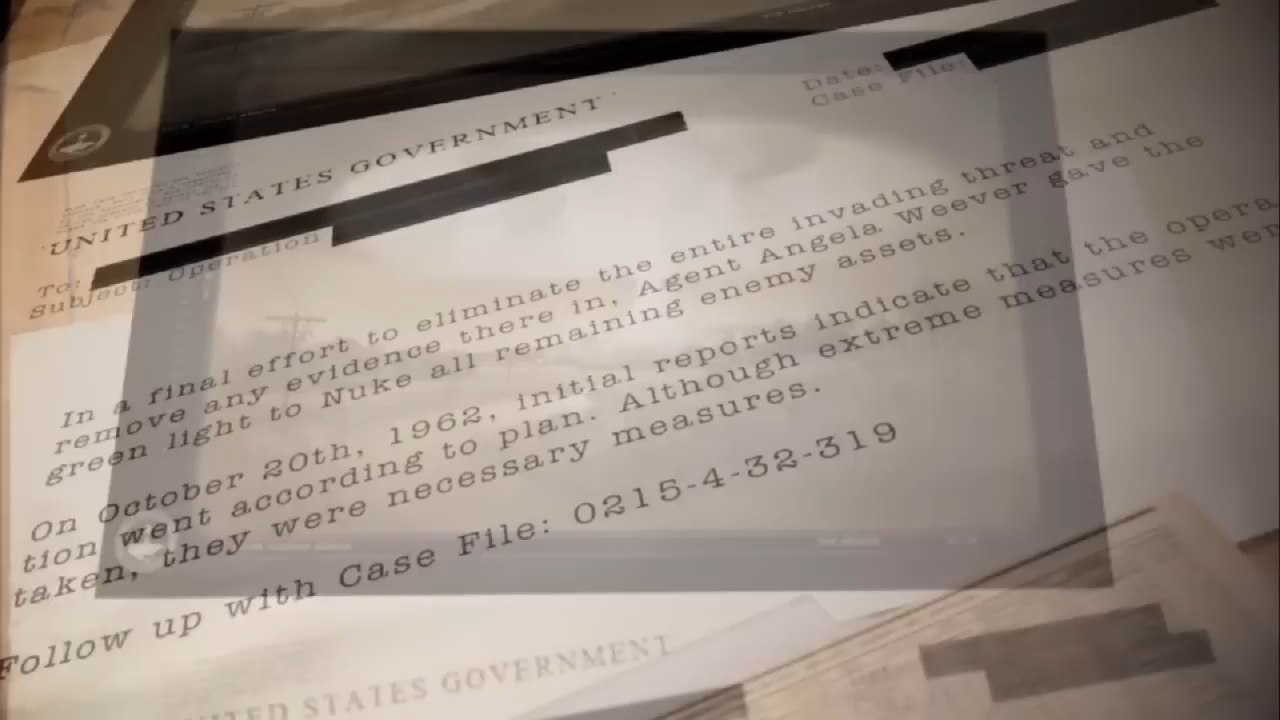 Date:
Case File:
UNITED STATES GOVERNMENT
To:
Subject: Operation
In a final effort to eliminate the entire invading threat and
remove any evidence there in, Agent Angela Weever gave the
green light to Nuke all remaining enemy assets.
On October 20th, 1962, initial reports indicate that the opera
tion went according to plan. Although extreme measures wer
taken, they were necessary measures.
Follow up with Case File: 0215-4-32-319
UNITED STATES GOVERNMENT